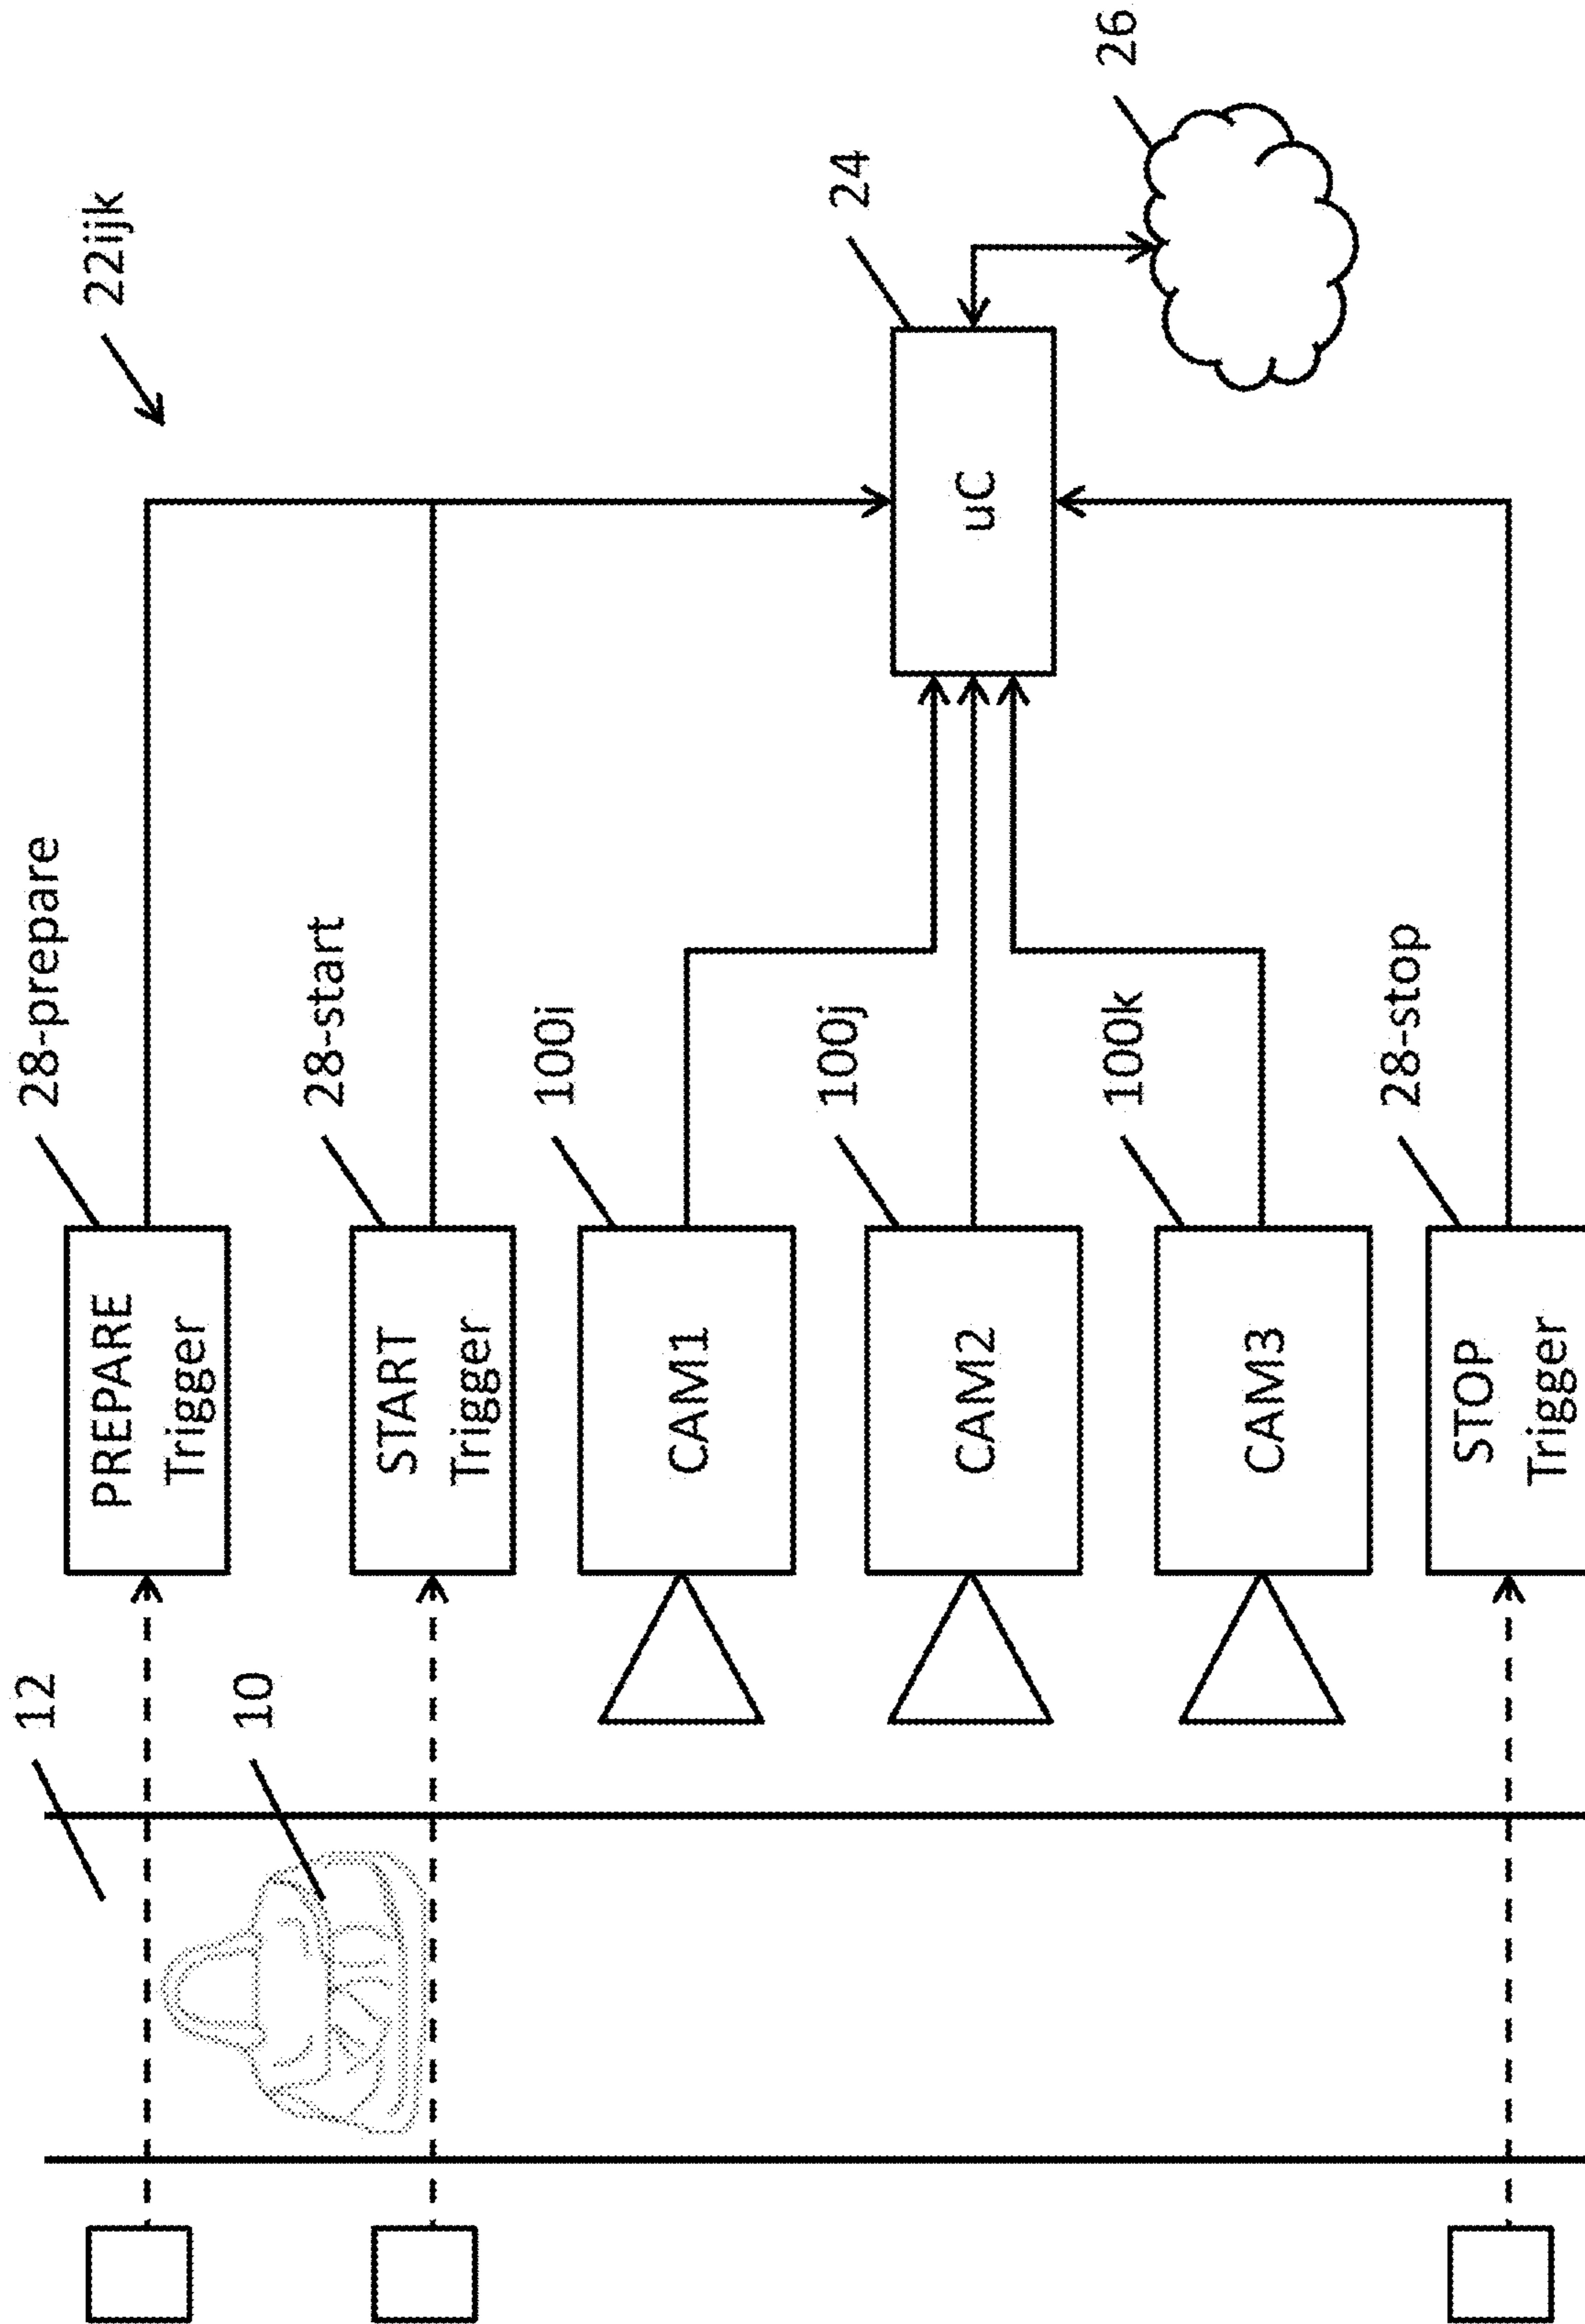 22ijk
28-prepare
12
PREPARE
Trigger
10
28-start
START
Trigger
100i
CAM1
24
uC
26
100j
CAM2
100k
CAM3
28-stop
STOP
Trigger